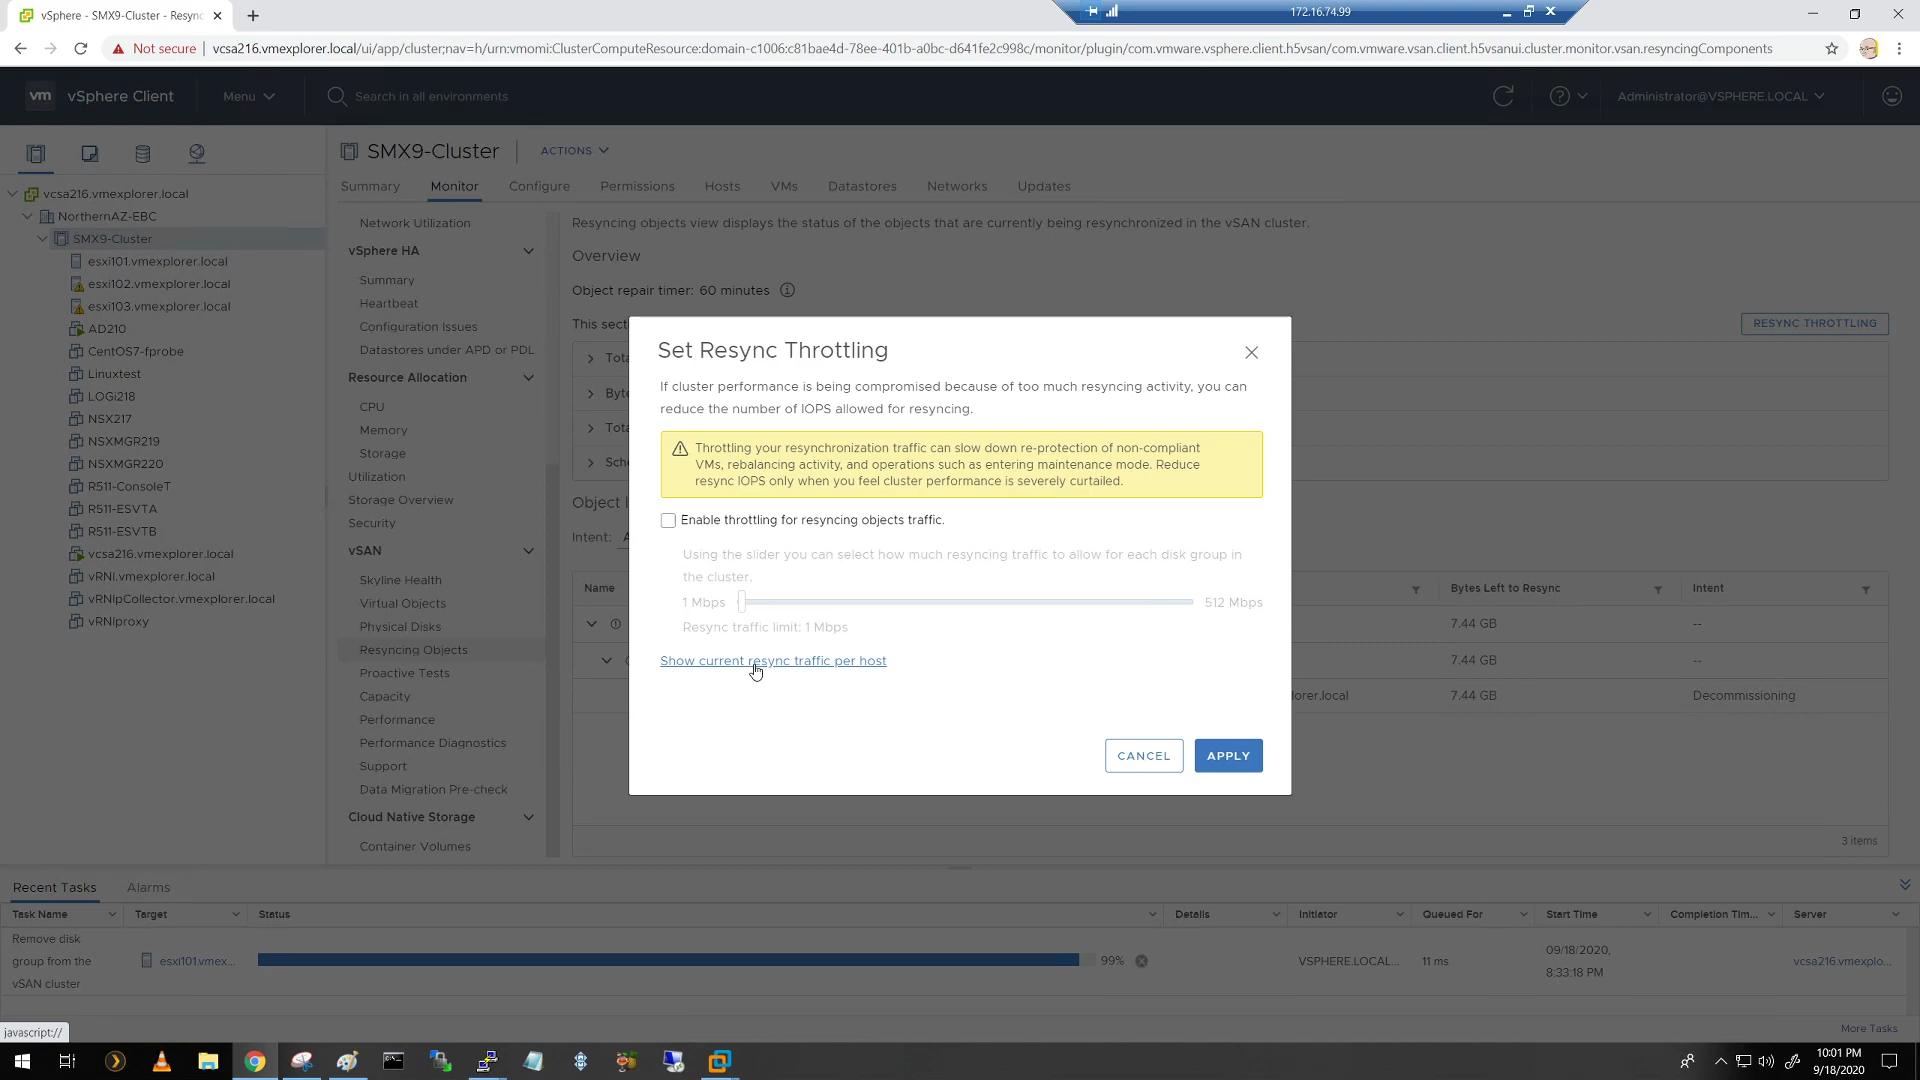 vSphere - SMX9-Cluster - Resync
172.16.74.99
Not secure
vcsa216.vmexplorer.local/ui/app/cluster;nav=h/urn:vmomi:ClusterComputeResource:domain-c1006:c81bae4d-78ee-401b-a0bc-d641fe2c998c/monitor/plugin/com.vmware.vsphere.client.h5vsan/com.vmware.vsan.client.h5vsanui.cluster.monitor.vsan.resyncingComponents
vm
vSphere Client
Menu
Search in all environments
Administrator@VSPHERE.LOCAL
SMX9-Cluster
ACTIONS
Summary
Monitor
Configure
Permissions
Hosts
VMs
Datastores
Networks
Updates
vcsa216.vmexplorer.local
NorthernAZ-EBC
SMX9-Cluster
esxi101.vmexplorer.local
esxi102.vmexplorer.local
esxi103.vmexplorer.local
AD210
CentOS7-fprobe
Linuxtest
LOGi218
NSX217
NSXMGR219
NSXMGR220
R511-ConsoleT
R511-ESVTA
R511-ESVTB
vcsa216.vmexplorer.local
vRNI.vmexplorer.local
vRNIpCollector.vmexplorer.local
vRNIproxy
Network Utilization
vSphere HA
Summary
Heartbeat
Configuration Issues
Datastores under APD or PDL
Resource Allocation
CPU
Memory
Storage
Utilization
Storage Overview
Security
vSAN
Skyline Health
Virtual Objects
Physical Disks
Resyncing Objects
Proactive Tests
Capacity
Performance
Performance Diagnostics
Support
Data Migration Pre-check
Cloud Native Storage
Container Volumes
Resyncing objects view displays the status of the objects that are currently being resynchronized in the vSAN cluster.
Overview
Object repair timer: 60 minutes
This secti
RESYNC THROTTLING
Tota
Byte
Tota
Sche
Object
Intent:
Name
Bytes Left to Resync
Intent
7.44 GB
--
7.44 GB
--
lorer.local
7.44 GB
Decommissioning
3 items
Set Resync Throttling
If cluster performance is being compromised because of too much resyncing activity, you can
reduce the number of IOPS allowed for resyncing.
Throttling your resynchronization traffic can slow down re-protection of non-compliant
VMs, rebalancing activity, and operations such as entering maintenance mode. Reduce
resync IOPS only when you feel cluster performance is severely curtailed.
Enable throttling for resyncing objects traffic.
Using the slider you can select how much resyncing traffic to allow for each disk group in
the cluster.
1 Mbps
512 Mbps
Resync traffic limit: 1 Mbps
Show current resync traffic per host
CANCEL
APPLY
Recent Tasks
Alarms
Task Name
Target
Status
Details
Initiator
Queued For
Start Time
Completion Tim...
Server
Remove disk
group from the
vSAN cluster
esxi101.vmex...
99%
VSPHERE.LOCAL...
11 ms
09/18/2020,
8:33:18 PM
vcsa216.vmexplo...
More Tasks
javascript://
10:01 PM
9/18/2020